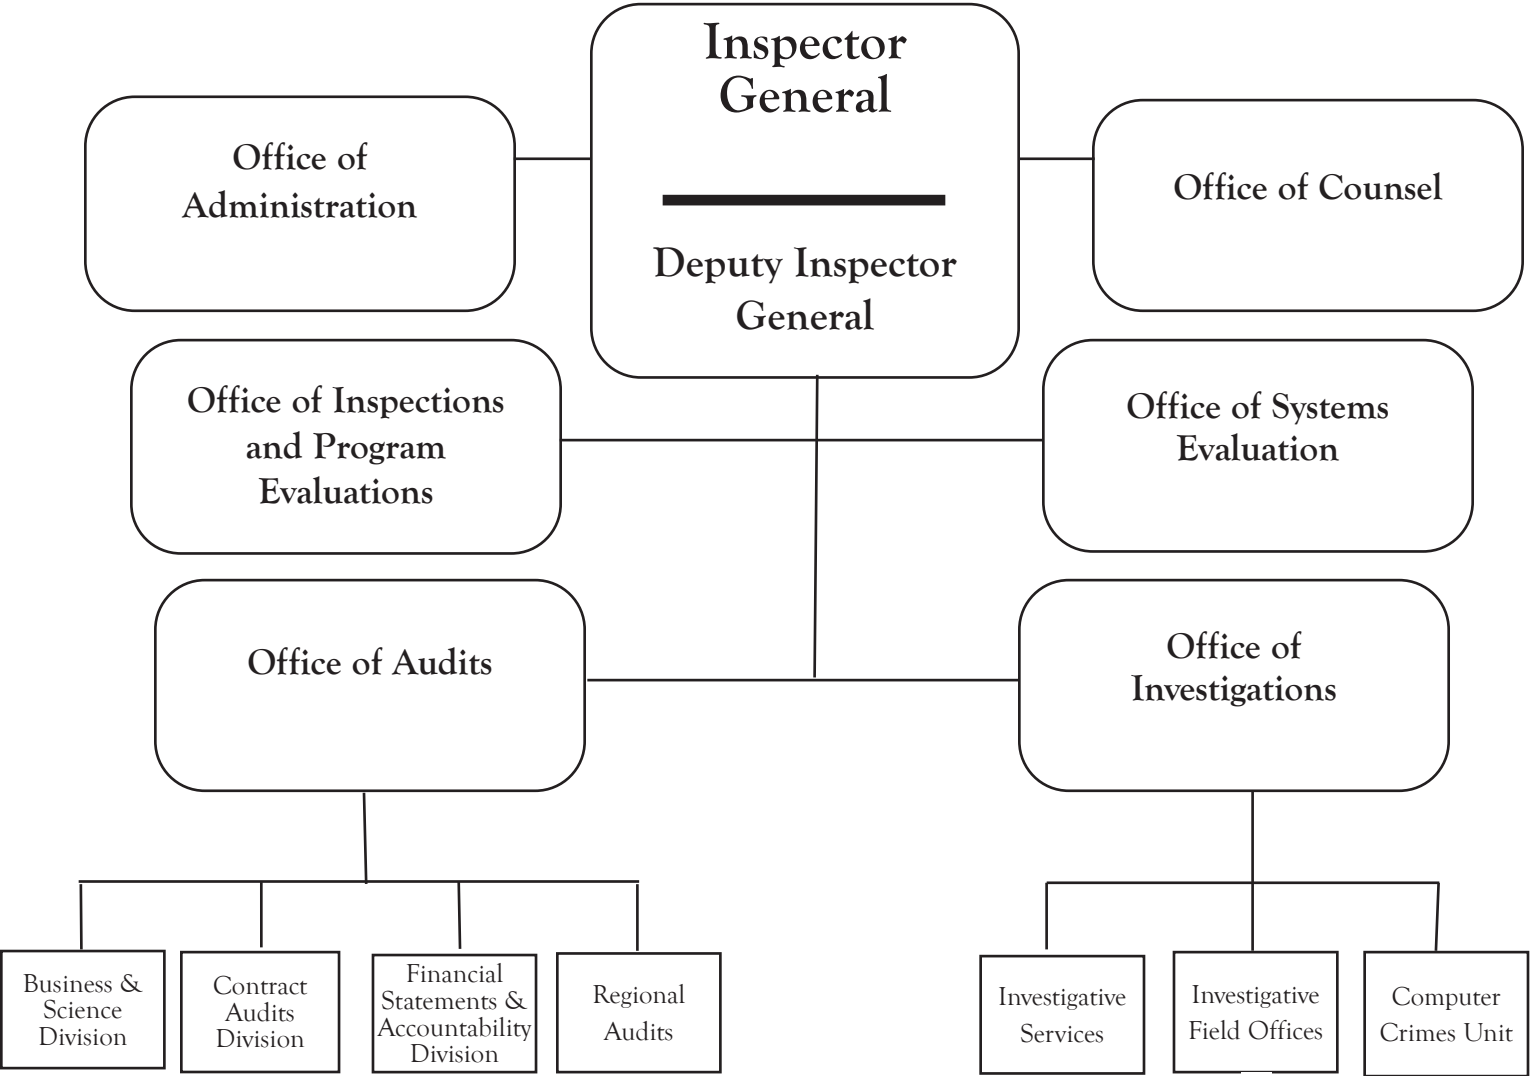 Inspector
General
Deputy Inspector
General
Office of
Administration
Office of Counsel
Office of Inspections
and Program
Evaluations
Office of Systems
Evaluation
Office of Audits
Office of
Investigations
Business &
Science
Division
Contract
Audits
Division
Financial
Statements &
Accountability
Division
Regional
Audits
Investigative
Services
Investigative
Field Offices
Computer
Crimes Unit